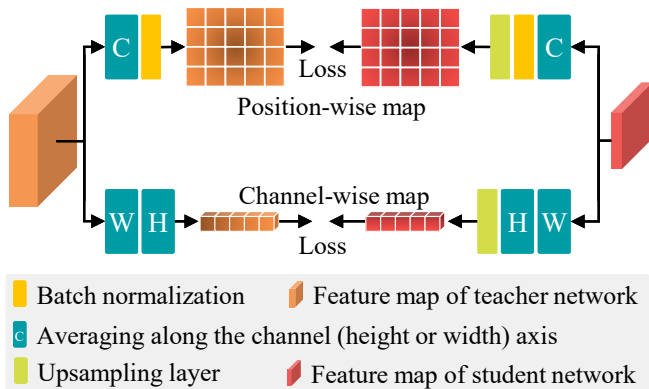 C
C
Loss
Position-wise map
Channel-wise map
W H
H W
Loss
Batch normalization
Feature map of teacher network
C Averaging along the channel (height or width) axis
Upsampling layer
Feature map of student network